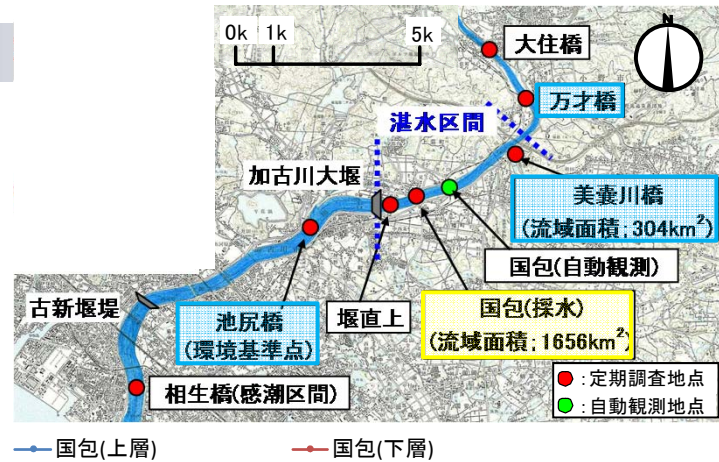 0k 1k 5k
N
大住橋
万才橋
湛水区間
加古川大堰
美嚢川橋
(流域面積;304km²)
国包(自動観測)
古新堰堤
池尻橋
(環境基準点)
堰直上
国包(採水)
(流域面積;1656km²)
相生橋(感潮区間)
:定期調査地点
:自動観測地点
国包(上層) 国包(下層)